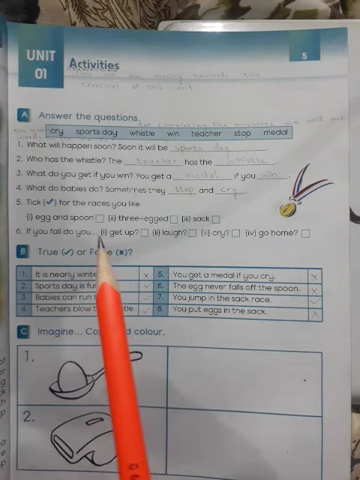 UNIT
01
Activities
5
A Answer the questions.
cry sports day whistle win teacher stop medal
1. What will happen soon? Soon it will be sports day.
2. Who has the whistle? The teacher has the whistle
3. What do you get if you win? You get a medal if you win.
4. What do babies do? Sometimes they stop and cry.
5. Tick (✓) for the races you like.
(i) egg and spoon (ii) three-legged (iii) sack
6. If you fall do you... (i) get up? (ii) laugh? cry? (iv) go home?
B True (✓) or (×)?
1. It is nearly ×
2. Sports day is ✓
3. Babies can ✓
4. Teachers blow ✓
5. You get a medal if you cry. ×
6. The egg never falls off the spoon. ×
7. You jump in the sack race. ✓
8. You put eggs in the sack. ×
C Imagine... colour.
1.
2.